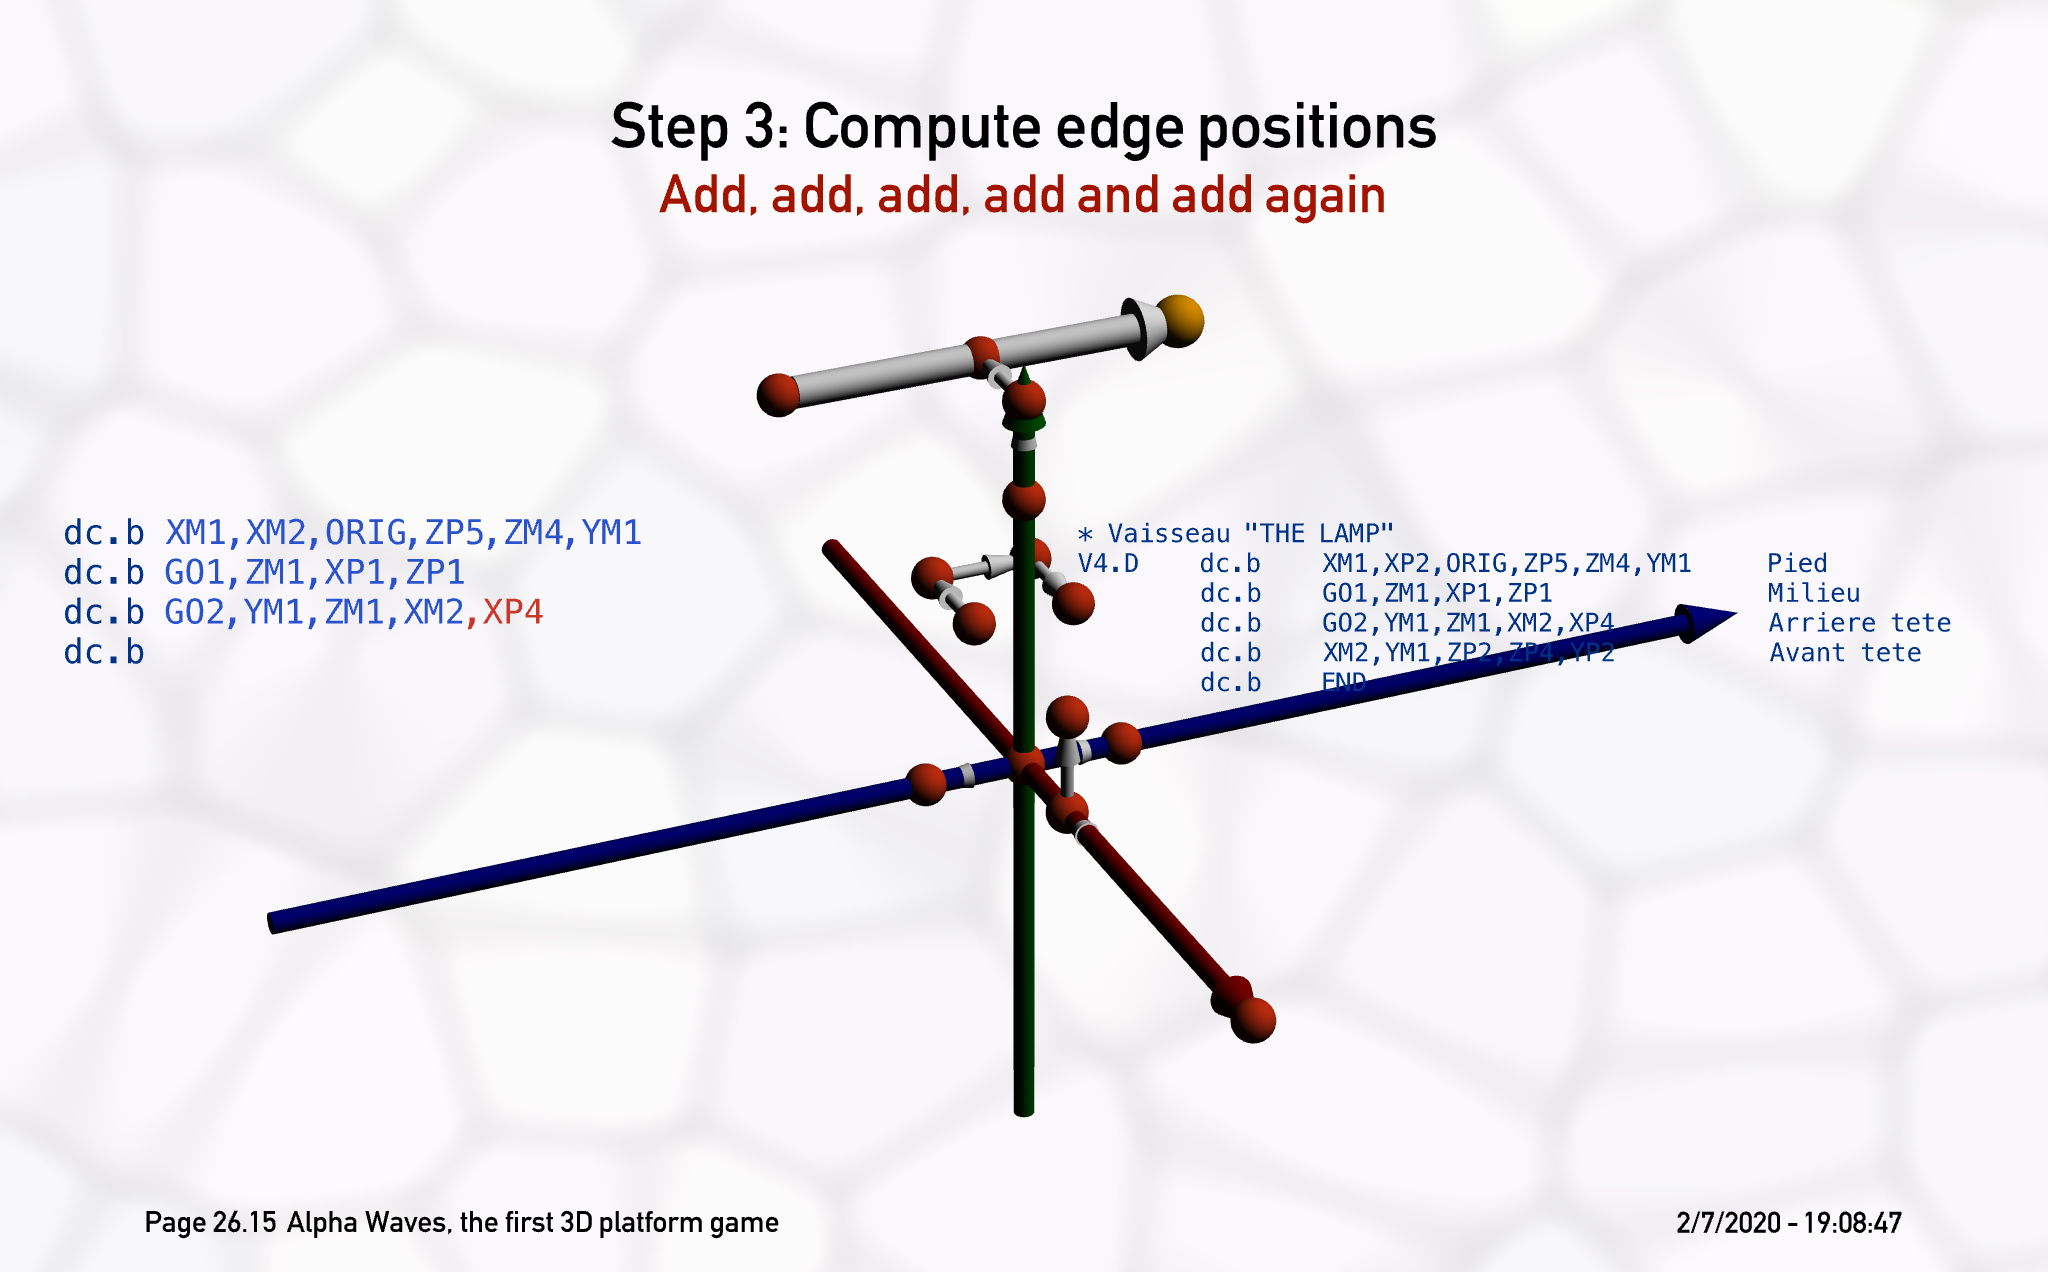 Step 3: Compute edge positions
Add, add, add, add and add again
dc.b XM1,XM2,ORIG,ZP5,ZM4,YM1
dc.b GO1,ZM1,XP1,ZP1
dc.b GO2,YM1,ZM1,XM2,XP4
dc.b
* Vaisseau "THE LAMP"
V4.D dc.b XM1,XP2,ORIG,ZP5,ZM4,YM1 Pied
dc.b GO1,ZM1,XP1,ZP1 Milieu
dc.b GO2,YM1,ZM1,XM2,XP4 Arriere tete
dc.b XM2,YM1,ZP2,ZP4,YP2 Avant tete
dc.b END
Page 26.15 Alpha Waves, the first 3D platform game
2/7/2020 - 19:08:47